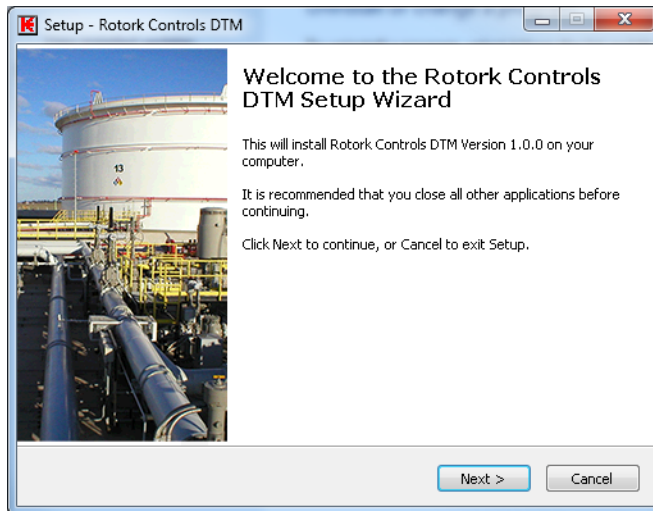 Setup - Rotork Controls DTM
Welcome to the Rotork Controls
DTM Setup Wizard
This will install Rotork Controls DTM Version 1.0.0 on your
computer.
It is recommended that you close all other applications before
continuing.
Click Next to continue, or Cancel to exit Setup.
13
Next >
Cancel